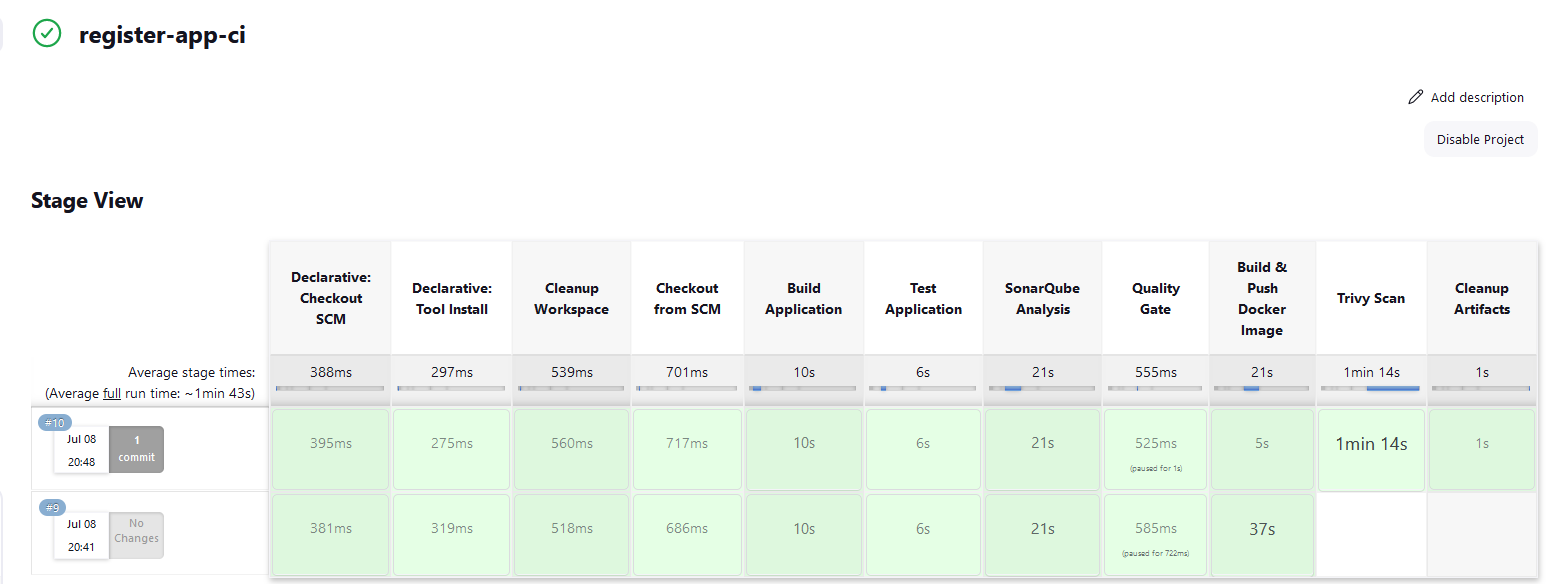 register-app-ci
Add description
Disable Project
Stage View
Declarative:
Checkout
SCM
Declarative:
Tool Install
Cleanup
Workspace
Checkout
from SCM
Build
Application
Test
Application
SonarQube
Analysis
Quality
Gate
Build &
Push
Docker
Image
Trivy Scan
Cleanup
Artifacts
Average stage times:
(Average full run time: ~1min 43s)
388ms
297ms
539ms
701ms
10s
6s
21s
555ms
21s
1min 14s
1s
#10
Jul 08
20:48
1
commit
395ms
275ms
560ms
717ms
10s
6s
21s
525ms
(paused for 1s)
5s
1min 14s
1s
#9
Jul 08
20:41
No
Changes
381ms
319ms
518ms
686ms
10s
6s
21s
585ms
(paused for 722ms)
37s